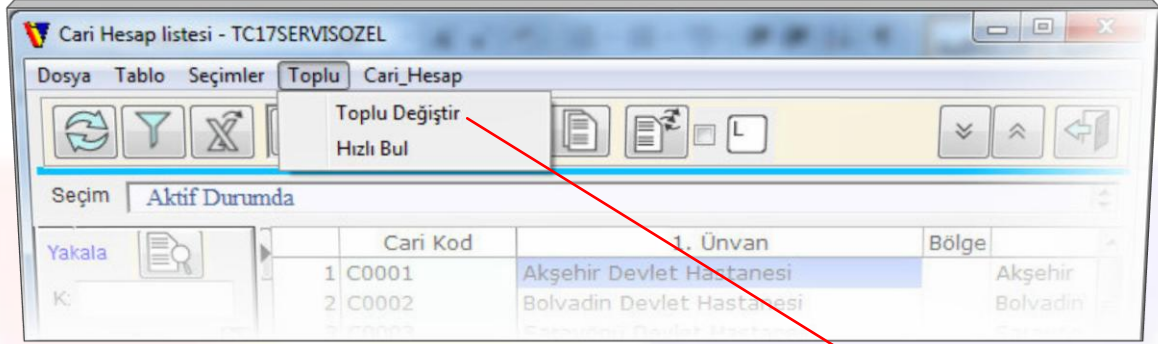 Cari Hesap listesi - TC17SERVISOZEL
Dosya Tablo Seçimler Toplu Cari_Hesap
Toplu Değiştir
Hızlı Bul
L
Seçim Aktif Durumda
Yakala
K:
Cari Kod 1. Ünvan Bölge
1 C0001 Akşehir Devlet Hastanesi Akşehir
2 C0002 Bolvadin Devlet Hastanesi Bolvadin